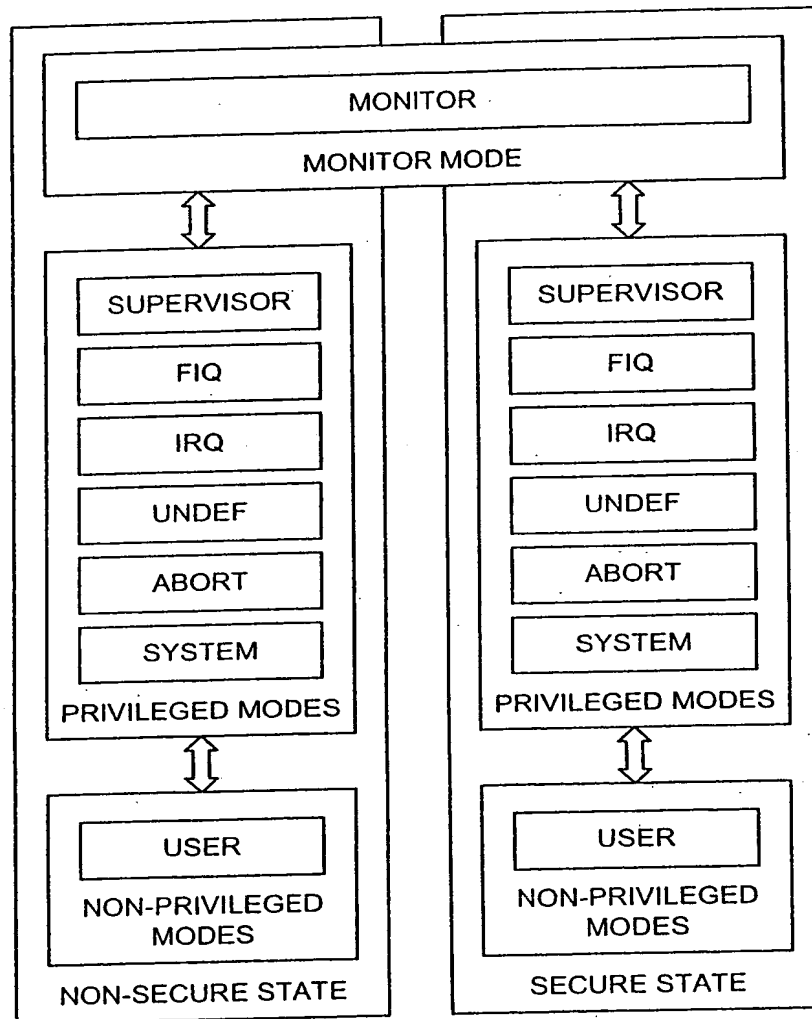 MONITOR
MONITOR MODE
SUPERVISOR
FIQ
IRQ
UNDEF
ABORT
SYSTEM
PRIVILEGED MODES
USER
NON-PRIVILEGED
MODES
NON-SECURE STATE
SUPERVISOR
FIQ
IRQ
UNDEF
ABORT
SYSTEM
PRIVILEGED MODES
USER
NON-PRIVILEGED
MODES
SECURE STATE